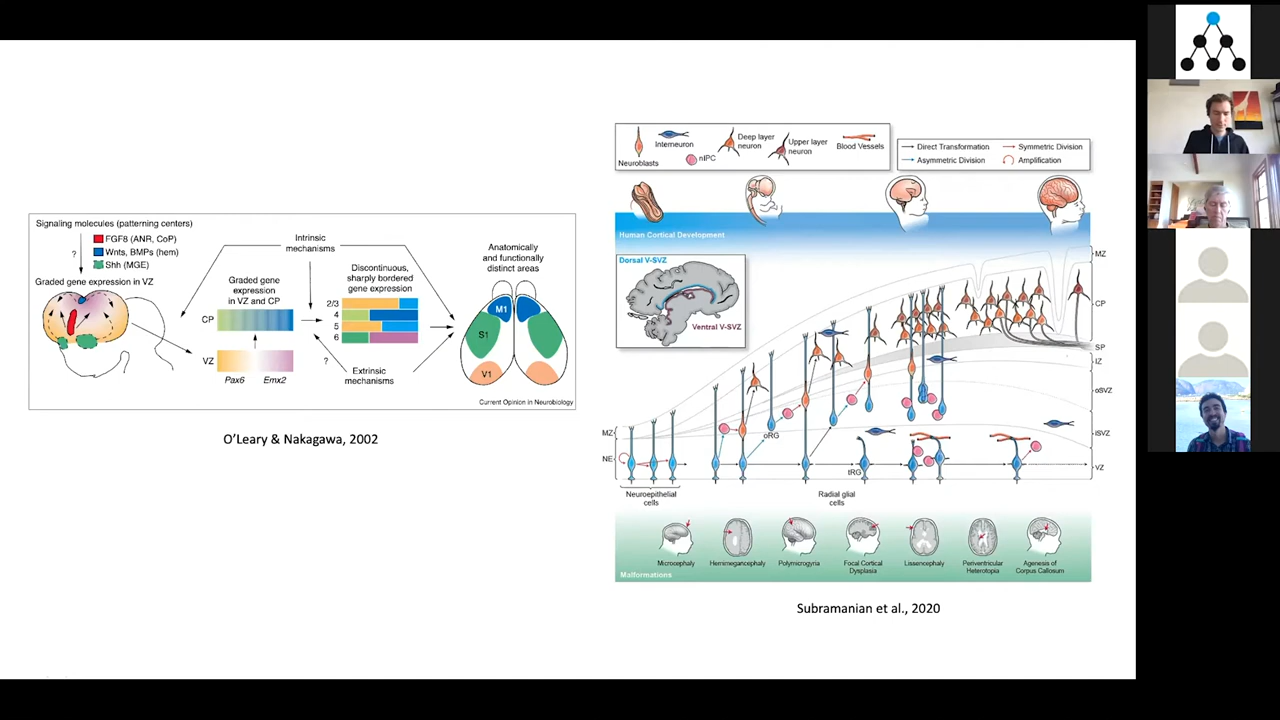 Signaling molecules (patterning centers)
?
FGF8 (ANR, CoP)
Wnts, BMPs (hem)
Shh (MGE)
Graded gene expression in VZ
Graded gene
expression
in VZ and CP
CP
VZ
Pax6
Emx2
Intrinsic
mechanisms
Discontinuous,
sharply bordered
gene expression
2/3
4
5
6
?
Extrinsic
mechanisms
Anatomically
and functionally
distinct areas
M1
S1
V1
Current Opinion in Neurobiology
O'Leary & Nakagawa, 2002
Neuroblasts
Interneuron
nIPC
Deep layer
neuron
Upper layer
neuron
Blood Vessels
Direct Transformation
Symmetric Division
Asymmetric Division
Amplification
Human Cortical Development
Dorsal V-SVZ
Ventral V-SVZ
MZ
CP
SP
IZ
oSVZ
iSVZ
VZ
MZ
NE
oRG
tRG
Neuroepithelial
cells
Radial glial
cells
Microcephaly
Hemimegancephaly
Polymicrogyria
Focal Cortical
Dysplasia
Lissencephaly
Periventricular
Heterotopia
Agenesis of
Corpus Callosum
Malformations
Subramanian et al., 2020